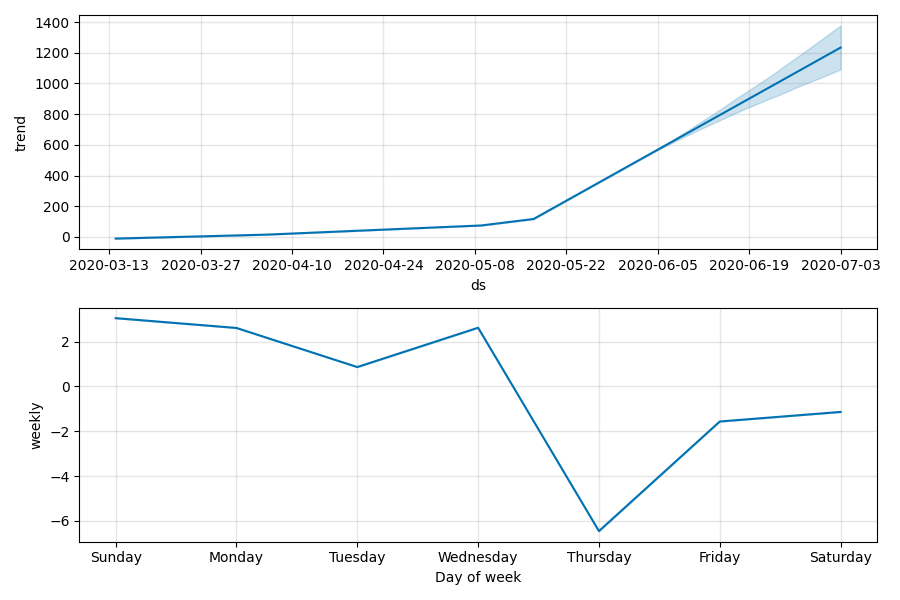 1400
1200
1000
800
600
400
200
0
trend
2020-03-13 2020-03-27 2020-04-10 2020-04-24 2020-05-08 2020-05-22 2020-06-05 2020-06-19 2020-07-03
ds
2
0
−2
−4
−6
weekly
Sunday Monday Tuesday Wednesday Thursday Friday Saturday
Day of week